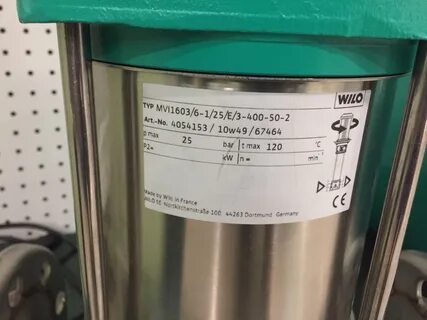 WILO
TYP MVI1603/6-1/25/E/3-400-50-2
Art.-No. 4054153 / 10w49 / 67464
p max 25 bar t max 120 °C
P2= kW n = min⁻¹
Made by Wilo in France
WILO SE Nortkirchenstraße 100 44263 Dortmund Germany
CE